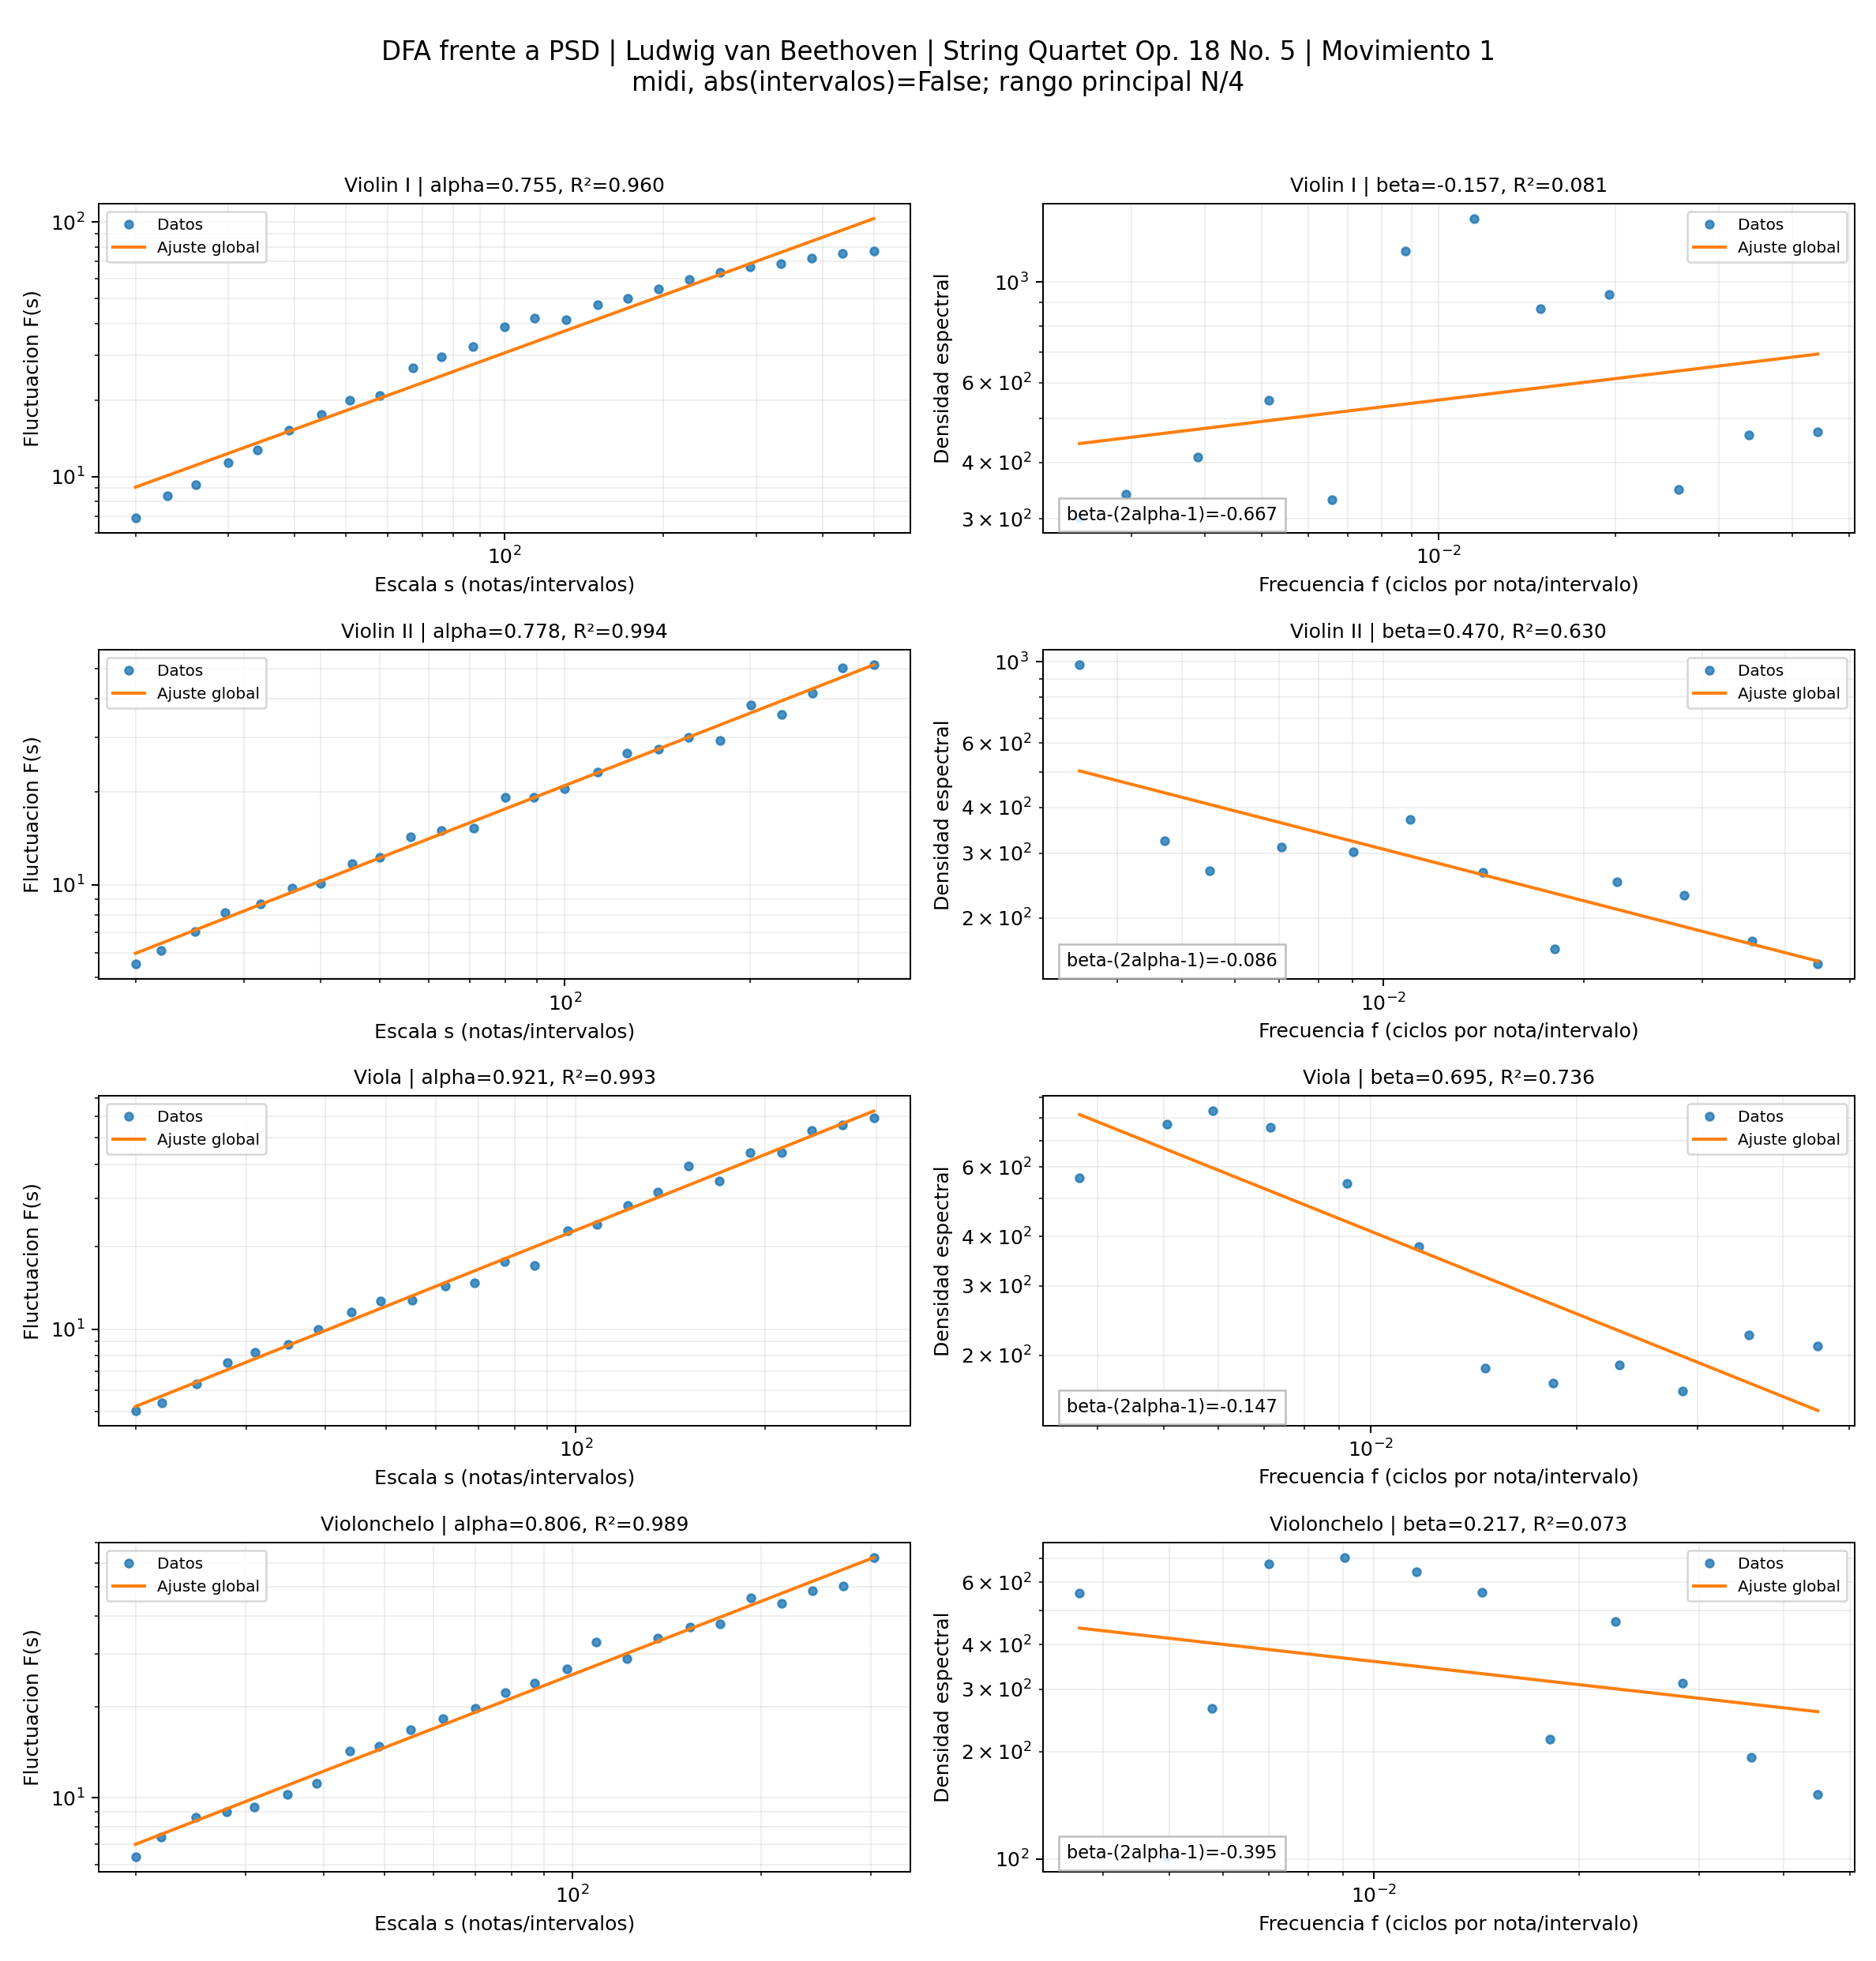 DFA frente a PSD | Ludwig van Beethoven | String Quartet Op. 18 No. 5 | Movimiento 1
midi, abs(intervalos)=False; rango principal N/4
Violin I | alpha=0.755, R²=0.960
Datos
Ajuste global
10²
10¹
Fluctuacion F(s)
10²
Escala s (notas/intervalos)
Violin I | beta=-0.157, R²=0.081
Datos
Ajuste global
10³
6 × 10²
4 × 10²
3 × 10²
Densidad espectral
beta-(2alpha-1)=-0.667
10⁻²
Frecuencia f (ciclos por nota/intervalo)
Violin II | alpha=0.778, R²=0.994
Datos
Ajuste global
10¹
Fluctuacion F(s)
10²
Escala s (notas/intervalos)
Violin II | beta=0.470, R²=0.630
Datos
Ajuste global
10³
6 × 10²
4 × 10²
3 × 10²
2 × 10²
Densidad espectral
beta-(2alpha-1)=-0.086
10⁻²
Frecuencia f (ciclos por nota/intervalo)
Viola | alpha=0.921, R²=0.993
Datos
Ajuste global
10¹
Fluctuacion F(s)
10²
Escala s (notas/intervalos)
Viola | beta=0.695, R²=0.736
Datos
Ajuste global
6 × 10²
4 × 10²
3 × 10²
2 × 10²
Densidad espectral
beta-(2alpha-1)=-0.147
10⁻²
Frecuencia f (ciclos por nota/intervalo)
Violonchelo | alpha=0.806, R²=0.989
Datos
Ajuste global
10¹
Fluctuacion F(s)
10²
Escala s (notas/intervalos)
Violonchelo | beta=0.217, R²=0.073
Datos
Ajuste global
6 × 10²
4 × 10²
3 × 10²
2 × 10²
10²
Densidad espectral
beta-(2alpha-1)=-0.395
10⁻²
Frecuencia f (ciclos por nota/intervalo)